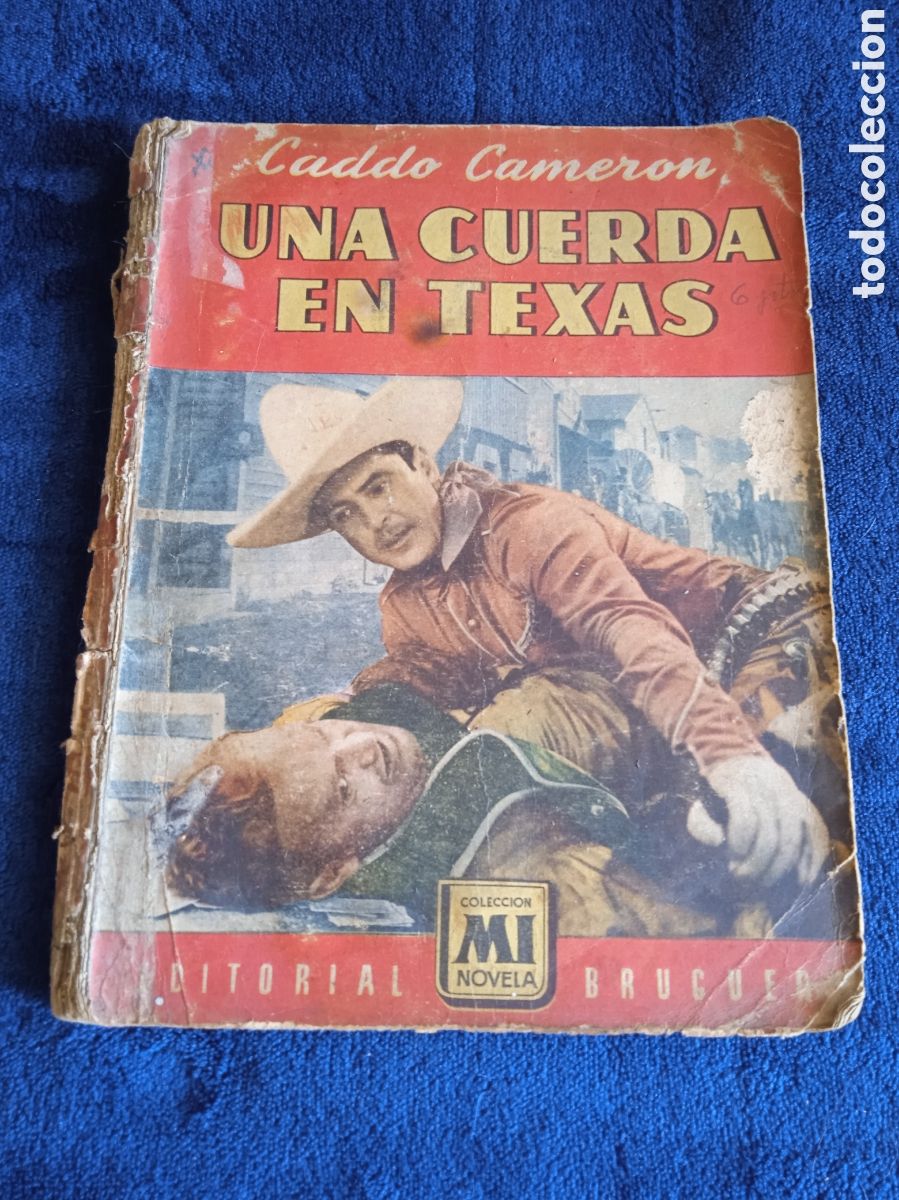 Caddo Cameron
UNA CUERDA
EN TEXAS
COLECCION
MI
NOVELA
DITORIAL BRUGUER
todocoleccion